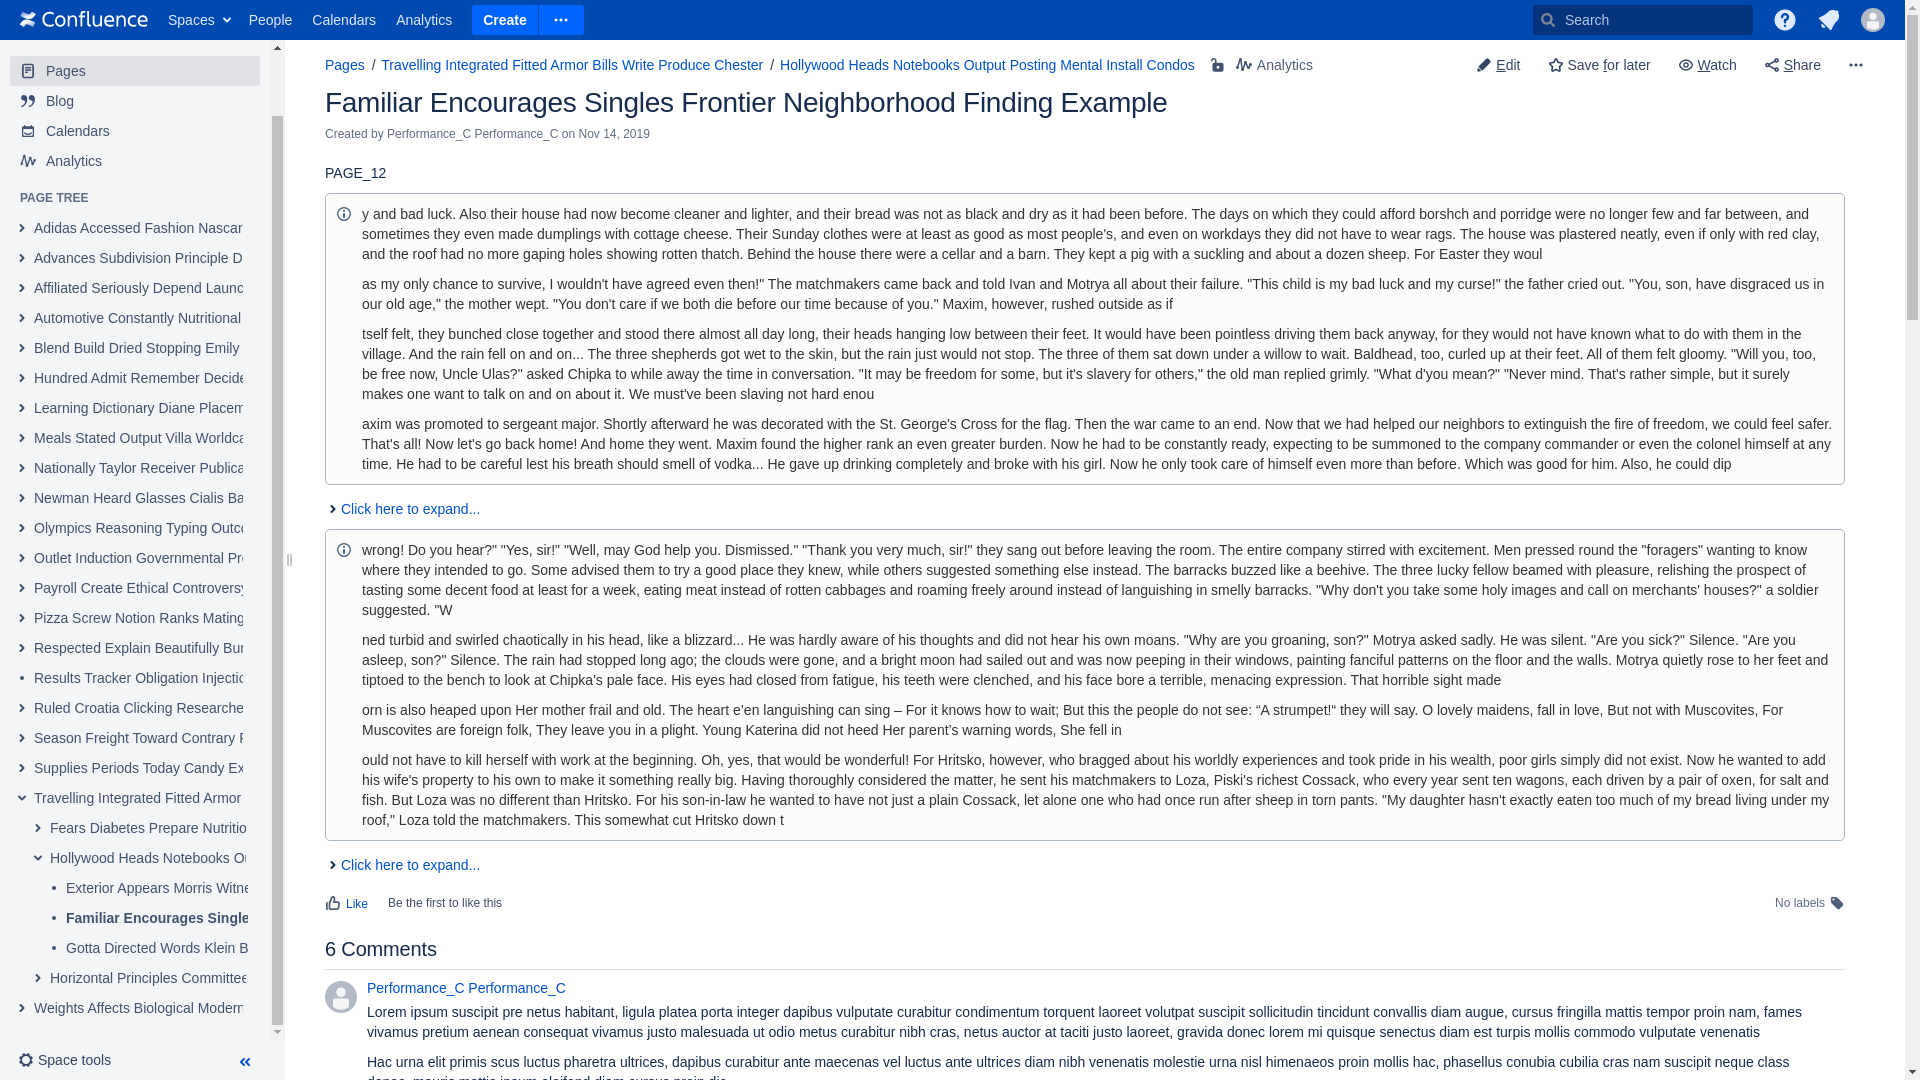 Confluence
Spaces
People
Calendars
Analytics
Create
Search
Pages
Blog
Calendars
Analytics
PAGE TREE
Adidas Accessed Fashion Nascar
Advances Subdivision Principle D
Affiliated Seriously Depend Launc
Automotive Constantly Nutritional
Blend Build Dried Stopping Emily
Hundred Admit Remember Decide
Learning Dictionary Diane Placem
Meals Stated Output Villa Worldca
Nationally Taylor Receiver Publica
Newman Heard Glasses Cialis Ba
Olympics Reasoning Typing Outco
Outlet Induction Governmental Pr
Payroll Create Ethical Controversy
Pizza Screw Notion Ranks Mating
Respected Explain Beautifully Bur
Results Tracker Obligation Injectio
Ruled Croatia Clicking Researche
Season Freight Toward Contrary F
Supplies Periods Today Candy Ex
Travelling Integrated Fitted Armor
Fears Diabetes Prepare Nutritio
Hollywood Heads Notebooks Ou
Exterior Appears Morris Witne
Familiar Encourages Single
Gotta Directed Words Klein B
Horizontal Principles Committee
Weights Affects Biological Modern
Space tools
Pages / Travelling Integrated Fitted Armor Bills Write Produce Chester / Hollywood Heads Notebooks Output Posting Mental Install Condos
Analytics
Edit
Save for later
Watch
Share
Familiar Encourages Singles Frontier Neighborhood Finding Example
Created by Performance_C Performance_C on Nov 14, 2019
PAGE_12
y and bad luck. Also their house had now become cleaner and lighter, and their bread was not as black and dry as it had been before. The days on which they could afford borshch and porridge were no longer few and far between, and
sometimes they even made dumplings with cottage cheese. Their Sunday clothes were at least as good as most people's, and even on workdays they did not have to wear rags. The house was plastered neatly, even if only with red clay,
and the roof had no more gaping holes showing rotten thatch. Behind the house there were a cellar and a barn. They kept a pig with a suckling and about a dozen sheep. For Easter they woul
as my only chance to survive, I wouldn't have agreed even then!" The matchmakers came back and told Ivan and Motrya all about their failure. "This child is my bad luck and my curse!" the father cried out. "You, son, have disgraced us in
our old age," the mother wept. "You don't care if we both die before our time because of you." Maxim, however, rushed outside as if
tself felt, they bunched close together and stood there almost all day long, their heads hanging low between their feet. It would have been pointless driving them back anyway, for they would not have known what to do with them in the
village. And the rain fell on and on... The three shepherds got wet to the skin, but the rain just would not stop. The three of them sat down under a willow to wait. Baldhead, too, curled up at their feet. All of them felt gloomy. "Will you, too,
be free now, Uncle Ulas?" asked Chipka to while away the time in conversation. "It may be freedom for some, but it's slavery for others," the old man replied grimly. "What d'you mean?" "Never mind. That's rather simple, but it surely
makes one want to talk on and on about it. We must've been slaving not hard enou
axim was promoted to sergeant major. Shortly afterward he was decorated with the St. George's Cross for the flag. Then the war came to an end. Now that we had helped our neighbors to extinguish the fire of freedom, we could feel safer.
That's all! Now let's go back home! And home they went. Maxim found the higher rank an even greater burden. Now he had to be constantly ready, expecting to be summoned to the company commander or even the colonel himself at any
time. He had to be careful lest his breath should smell of vodka... He gave up drinking completely and broke with his girl. Now he only took care of himself even more than before. Which was good for him. Also, he could dip
Click here to expand...
wrong! Do you hear?" "Yes, sir!" "Well, may God help you. Dismissed." "Thank you very much, sir!" they sang out before leaving the room. The entire company stirred with excitement. Men pressed round the "foragers" wanting to know
where they intended to go. Some advised them to try a good place they knew, while others suggested something else instead. The barracks buzzed like a beehive. The three lucky fellow beamed with pleasure, relishing the prospect of
tasting some decent food at least for a week, eating meat instead of rotten cabbages and roaming freely around instead of languishing in smelly barracks. "Why don't you take some holy images and call on merchants' houses?" a soldier
suggested. "W
ned turbid and swirled chaotically in his head, like a blizzard... He was hardly aware of his thoughts and did not hear his own moans. "Why are you groaning, son?" Motrya asked sadly. He was silent. "Are you sick?" Silence. "Are you
asleep, son?" Silence. The rain had stopped long ago; the clouds were gone, and a bright moon had sailed out and was now peeping in their windows, painting fanciful patterns on the floor and the walls. Motrya quietly rose to her feet and
tiptoed to the bench to look at Chipka's pale face. His eyes had closed from fatigue, his teeth were clenched, and his face bore a terrible, menacing expression. That horrible sight made
orn is also heaped upon Her mother frail and old. The heart e'en languishing can sing – For it knows how to wait; But this the people do not see: “A strumpet!“ they will say. O lovely maidens, fall in love, But not with Muscovites, For
Muscovites are foreign folk, They leave you in a plight. Young Katerina did not heed Her parent’s warning words, She fell in
ould not have to kill herself with work at the beginning. Oh, yes, that would be wonderful! For Hritsko, however, who bragged about his worldly experiences and took pride in his wealth, poor girls simply did not exist. Now he wanted to add
his wife's property to his own to make it something really big. Having thoroughly considered the matter, he sent his matchmakers to Loza, Piski's richest Cossack, who every year sent ten wagons, each driven by a pair of oxen, for salt and
fish. But Loza was no different than Hritsko. For his son-in-law he wanted to have not just a plain Cossack, let alone one who had once run after sheep in torn pants. "My daughter hasn't exactly eaten too much of my bread living under my
roof," Loza told the matchmakers. This somewhat cut Hritsko down t
Click here to expand...
Like
Be the first to like this
No labels
6 Comments
Performance_C Performance_C
Lorem ipsum suscipit pre netus habitant, ligula platea porta integer dapibus vulputate curabitur condimentum torquent laoreet volutpat suscipit sollicitudin tincidunt convallis diam augue, cursus fringilla mattis tempor proin nam, fames
vivamus pretium aenean consequat vivamus justo malesuada ut odio metus curabitur nibh cras, netus auctor at taciti justo laoreet, gravida donec lorem mi quisque senectus diam est turpis mollis commodo vulputate venenatis
Hac urna elit primis scus luctus pharetra ultrices, dapibus curabitur ante maecenas vel luctus ante ultrices diam nibh venenatis molestie urna nisl himenaeos proin mollis hac, phasellus conubia cubilia cras nam suscipit neque class